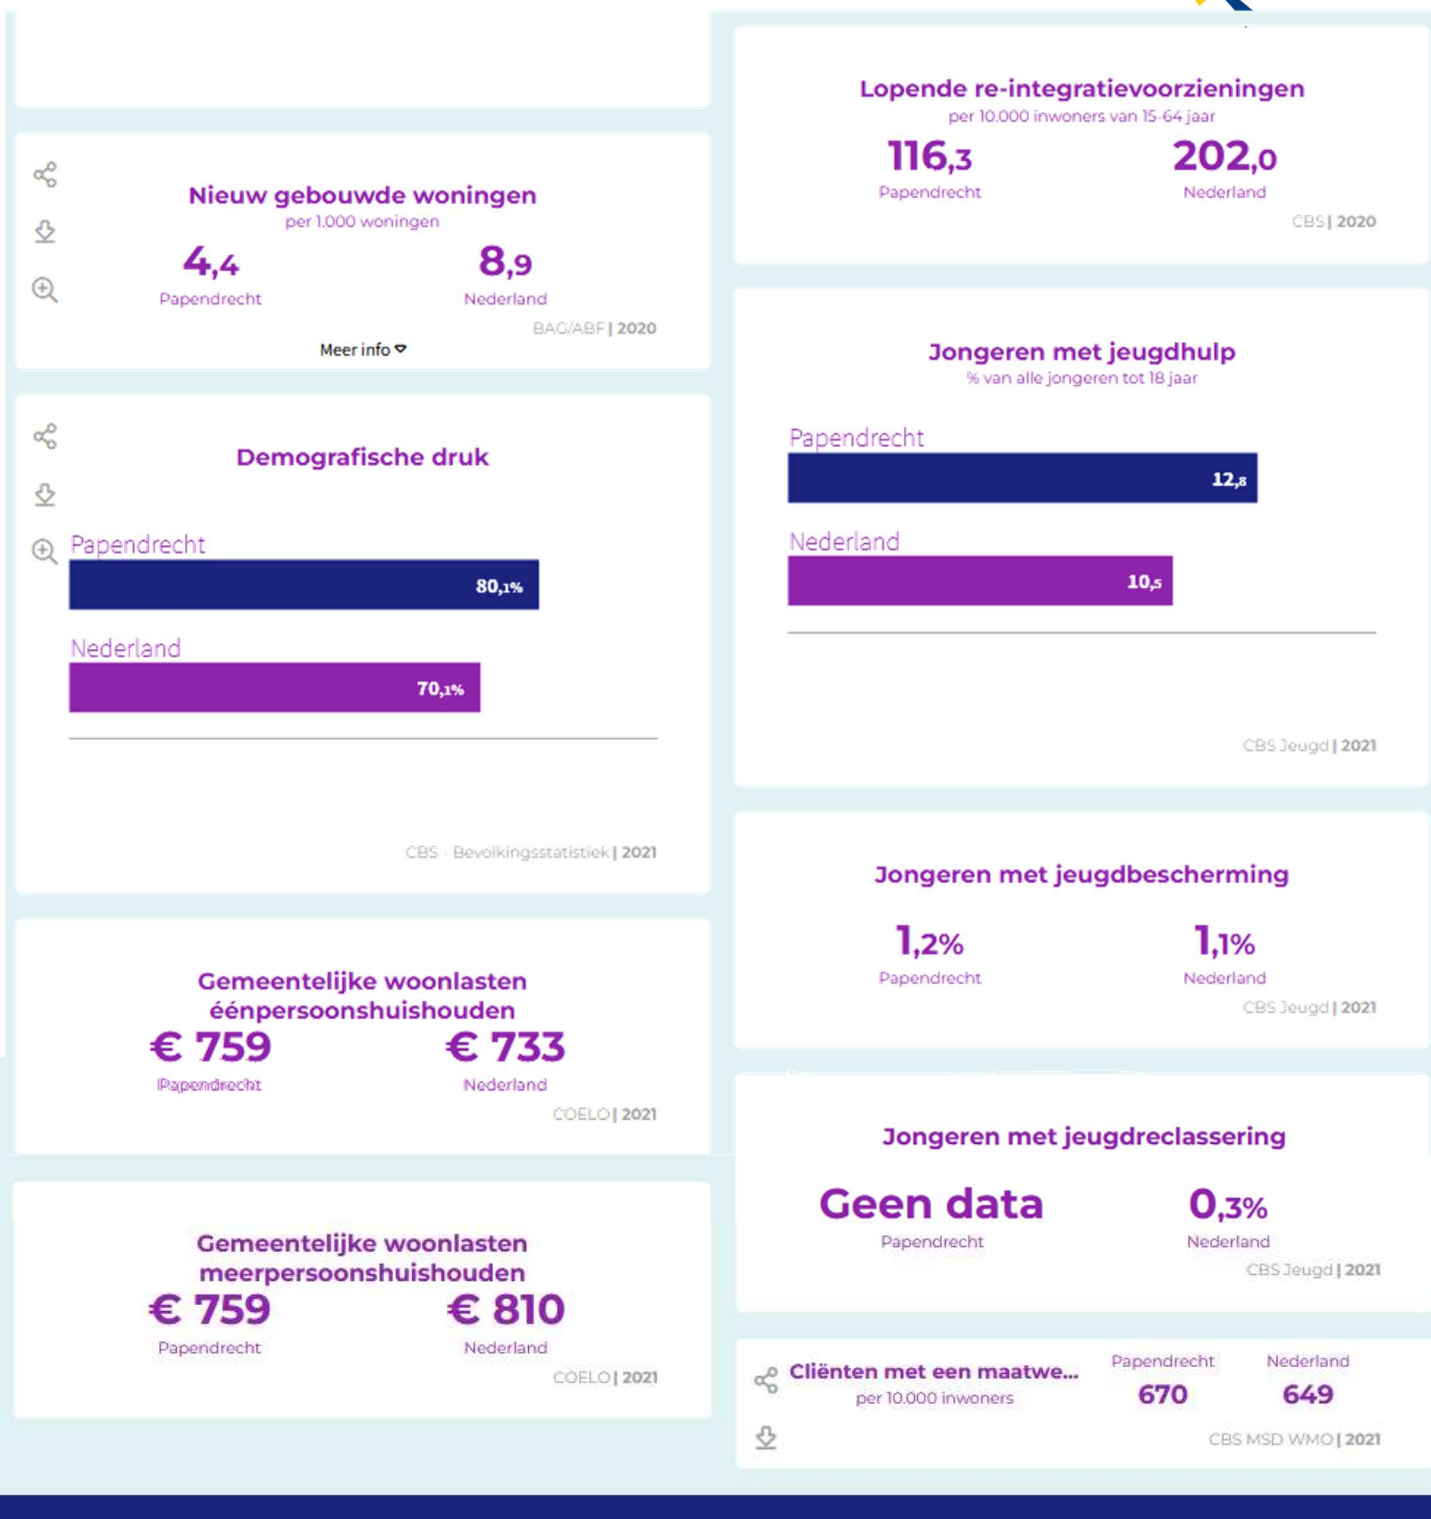 Nieuw gebouwde woningen
per 1.000 woningen
4,4
8,9
Papendrecht
Nederland
BAG/ABF | 2020
Meer info
Demografische druk
Papendrecht
80,1%
Nederland
70,1%
CBS - Bevolkingsstatistiek | 2021
Gemeentelijke woonlasten
éénpersoonshuishouden
€ 759
€ 733
Papendrecht
Nederland
COELO | 2021
Gemeentelijke woonlasten
meerpersoonshuishouden
€ 759
€ 810
Papendrecht
Nederland
COELO | 2021
Lopende re-integratievoorzieningen
per 10.000 inwoners van 15-64 jaar
116,3
202,0
Papendrecht
Nederland
CBS | 2020
Jongeren met jeugdhulp
% van alle jongeren tot 18 jaar
Papendrecht
12,8
Nederland
10,5
CBS Jeugd | 2021
Jongeren met jeugdbescherming
1,2%
1,1%
Papendrecht
Nederland
CBS Jeugd | 2021
Jongeren met jeugdreclassering
Geen data
0,3%
Papendrecht
Nederland
CBS Jeugd | 2021
Cliënten met een maatwe...
per 10.000 inwoners
Papendrecht
Nederland
670
649
CBS MSD WMO | 2021